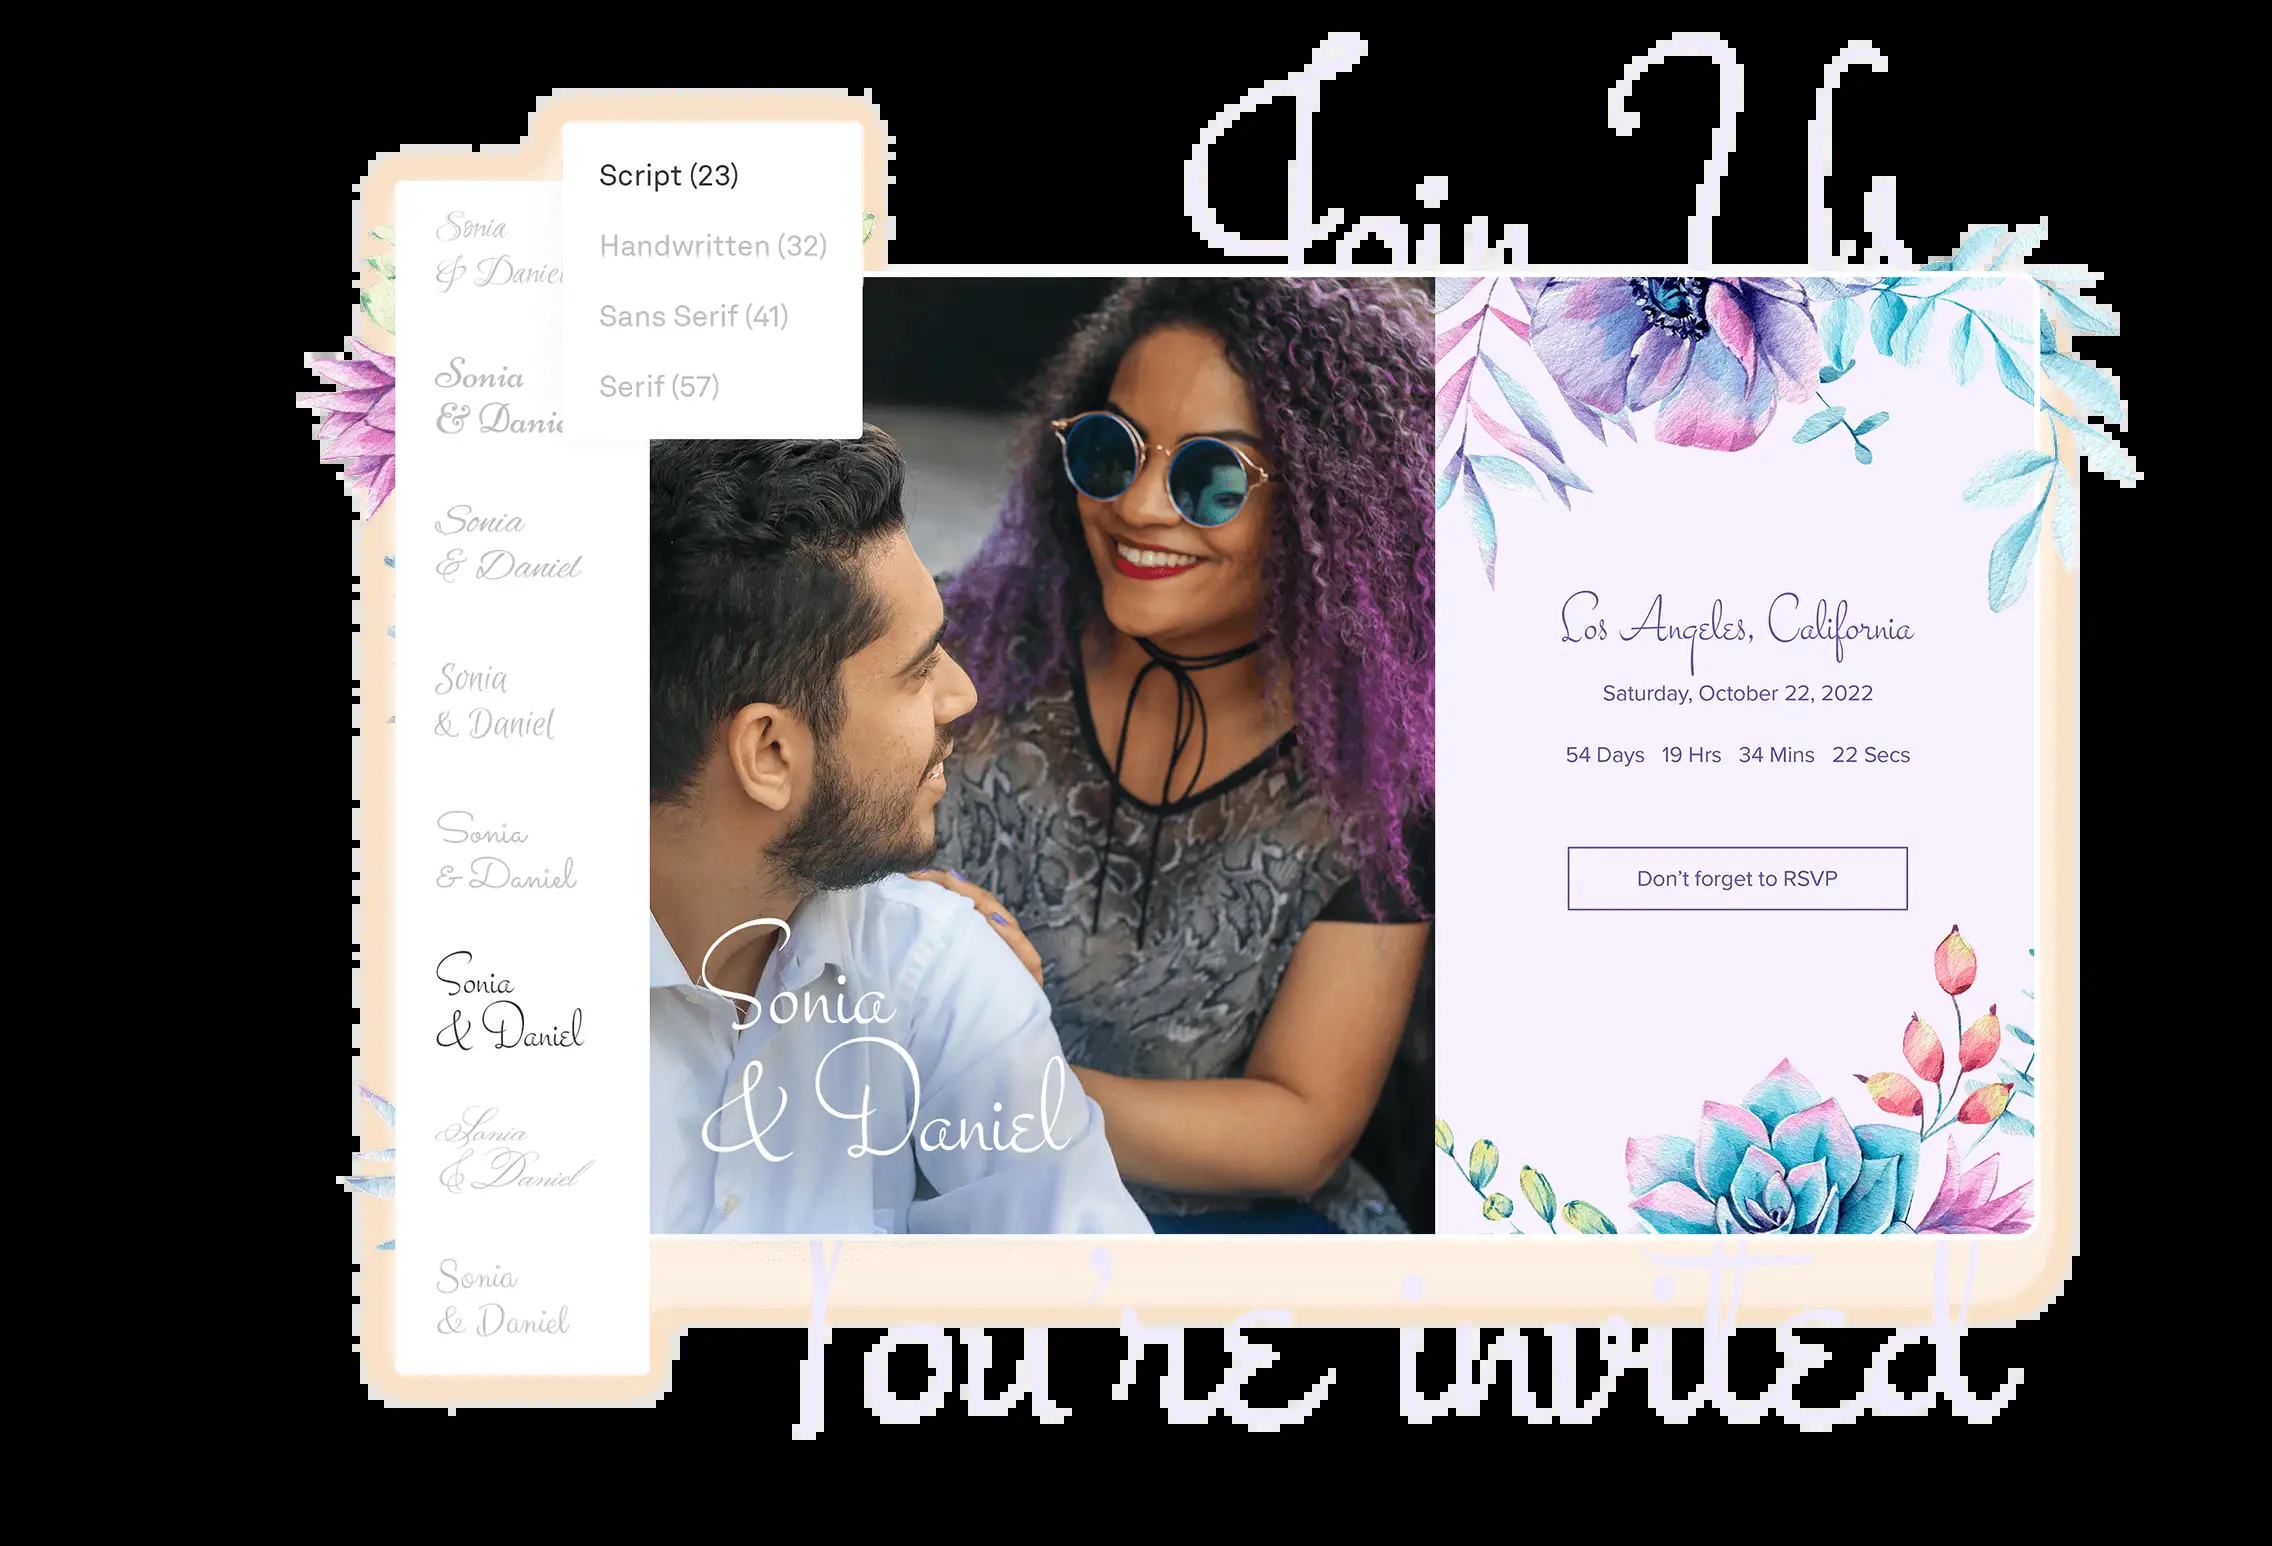 Join Us
Script (23)
Handwritten (32)
Sans Serif (41)
Serif (57)
Sonia
& Daniel
Sonia
& Danie
Sonia
& Daniel
Sonia
& Daniel
Sonia
& Daniel
Sonia
& Daniel
Sonia
& Daniel
Sonia
& Daniel
Sonia
& Daniel
Los Angeles, California
Saturday, October 22, 2022
54 Days 19 Hrs 34 Mins 22 Secs
Don't forget to RSVP
You're invited